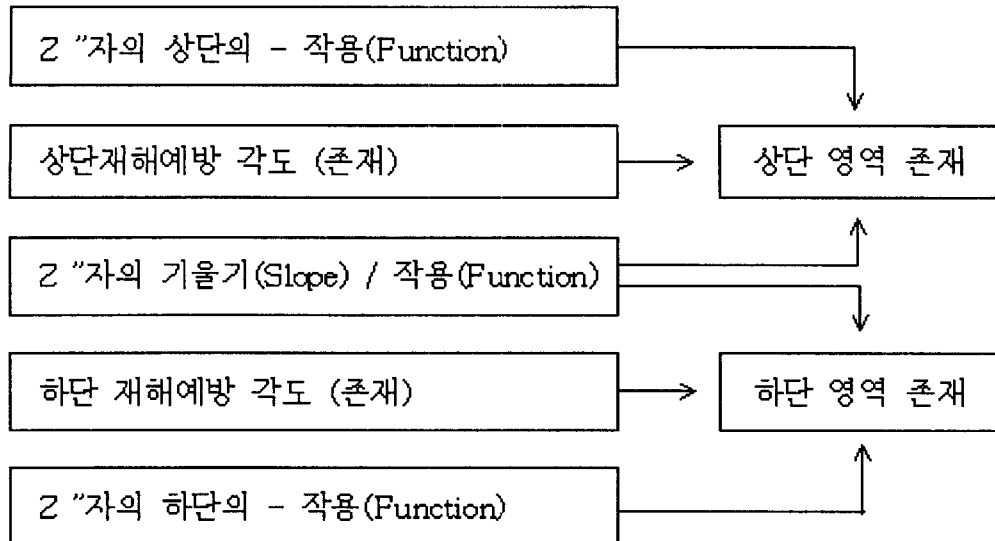 2 "자의 상단의 - 작용(Function)
상단재해예방 각도 (존재)
상단 영역 존재
2 "자의 기울기(Slope) / 작용(Function)
하단 재해예방 각도 (존재)
하단 영역 존재
2 "자의 하단의 - 작용(Function)